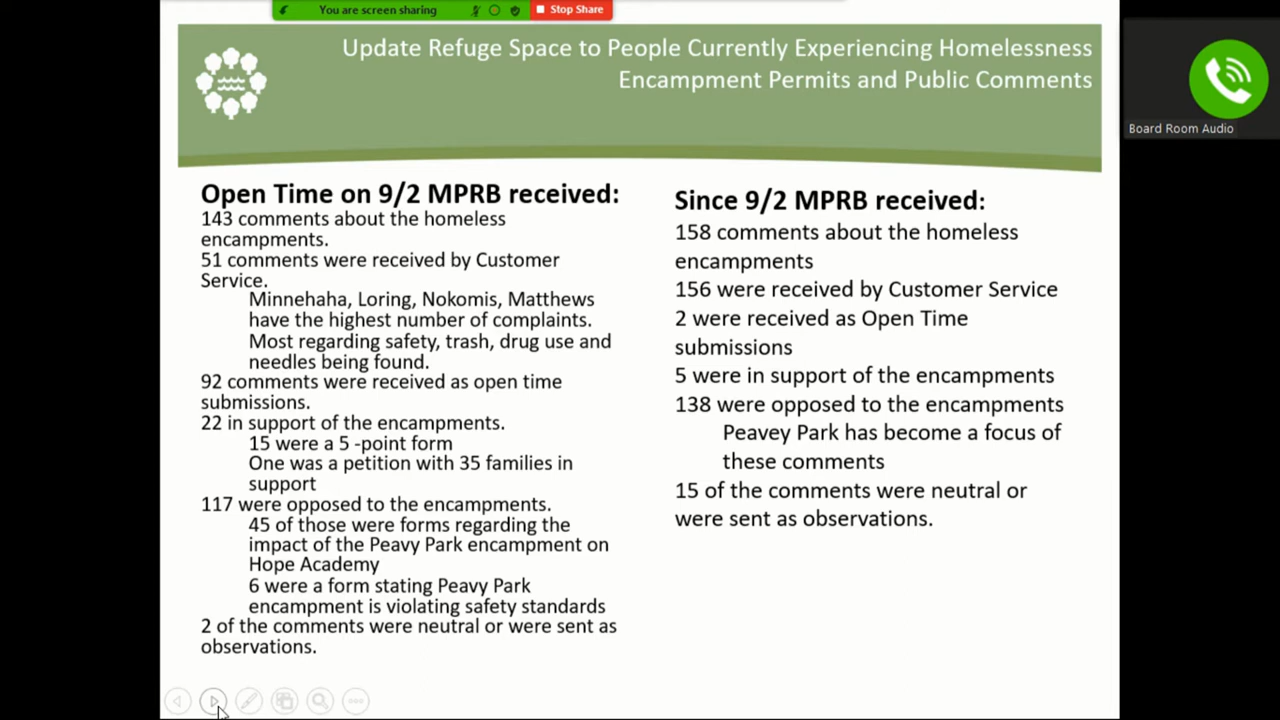 You are screen sharing
Stop Share
Update Refuge Space to People Currently Experiencing Homelessness
Encampment Permits and Public Comments
Board Room Audio
Open Time on 9/2 MPRB received:
143 comments about the homeless
encampments.
51 comments were received by Customer
Service.
Minnehaha, Loring, Nokomis, Matthews
have the highest number of complaints.
Most regarding safety, trash, drug use and
needles being found.
92 comments were received as open time
submissions.
22 in support of the encampments.
15 were a 5 -point form
One was a petition with 35 families in
support
117 were opposed to the encampments.
45 of those were forms regarding the
impact of the Peavy Park encampment on
Hope Academy
6 were a form stating Peavy Park
encampment is violating safety standards
2 of the comments were neutral or were sent as
observations.
Since 9/2 MPRB received:
158 comments about the homeless
encampments
156 were received by Customer Service
2 were received as Open Time
submissions
5 were in support of the encampments
138 were opposed to the encampments
Peavey Park has become a focus of
these comments
15 of the comments were neutral or
were sent as observations.